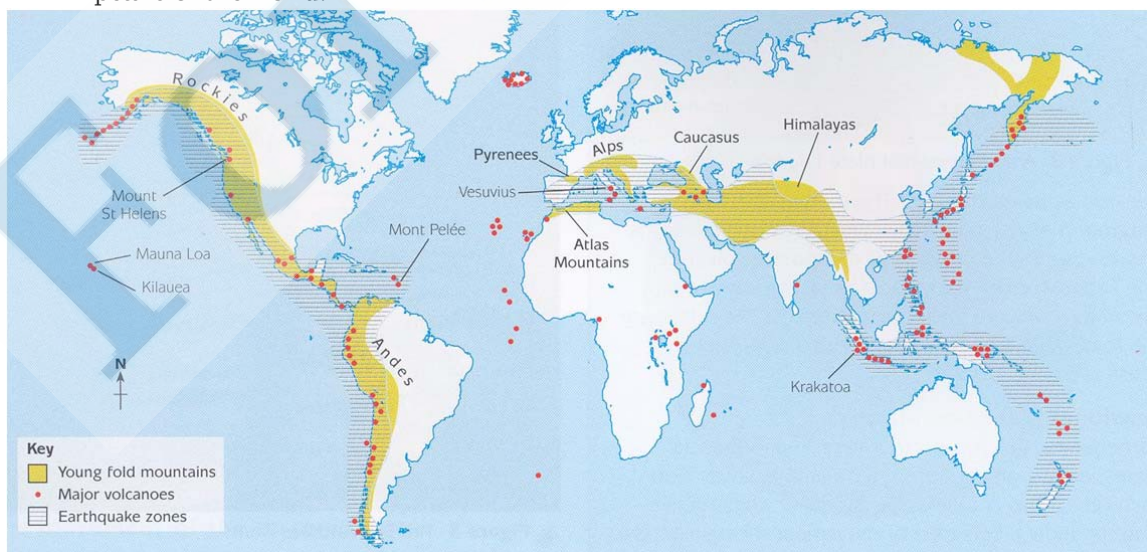 Rockies
Mount
St Helens
Mauna Loa
Kilauea
Mont Pelée
Andes
N
Pyrenees
Alps
Vesuvius
Caucasus
Himalayas
Atlas
Mountains
Krakatoa
Key
Young fold mountains
Major volcanoes
Earthquake zones